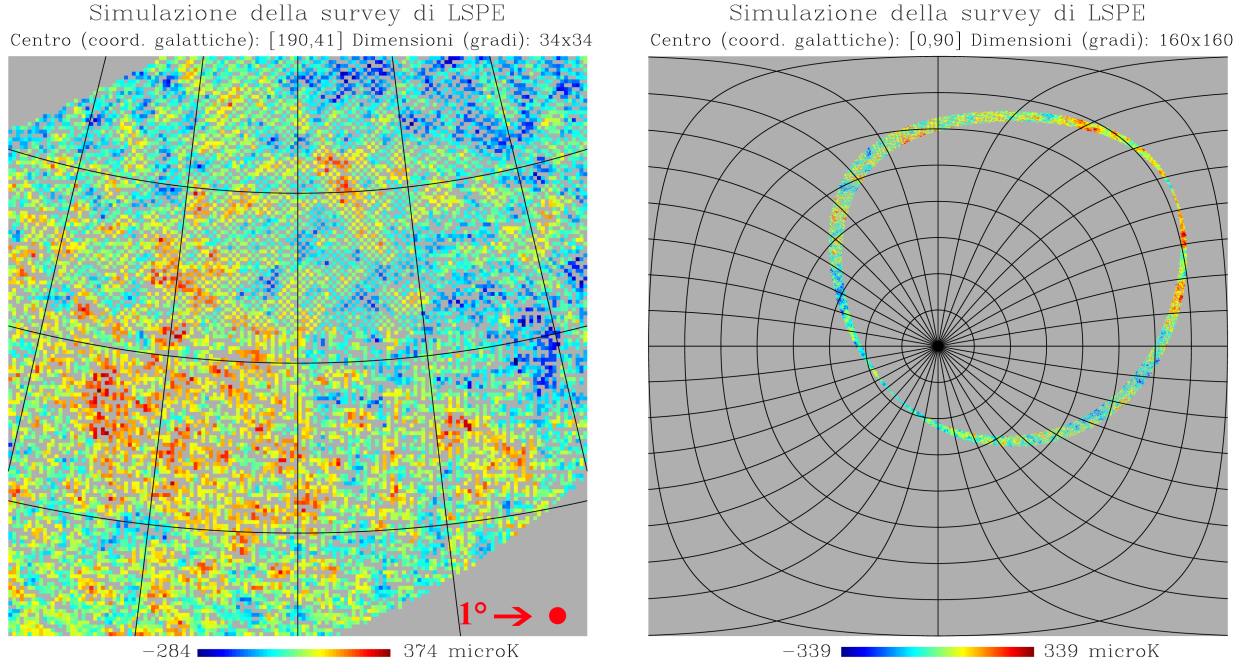 Simulazione della survey di LSPE
Centro (coord. galattiche): [190,41] Dimensioni (gradi): 34x34
1°
−284 374 microK
Simulazione della survey di LSPE
Centro (coord. galattiche): [0,90] Dimensioni (gradi): 160x160
−339 339 microK